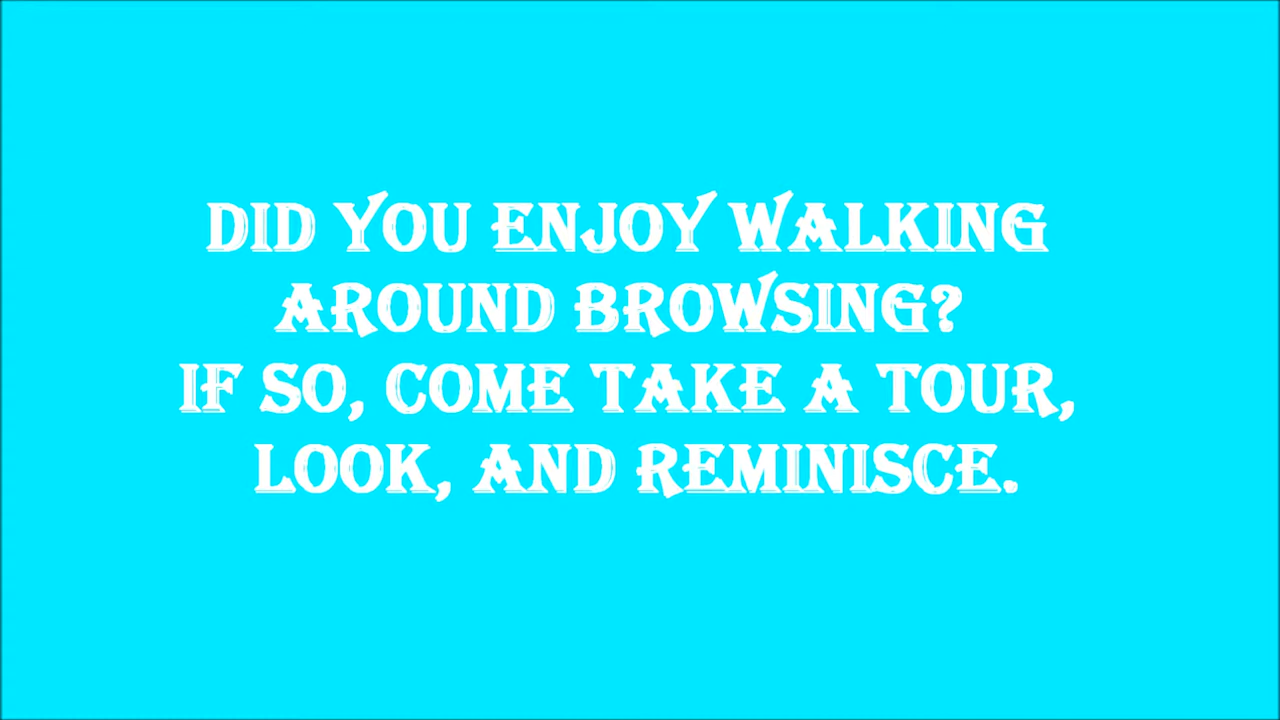 DID YOU ENJOY WALKING
AROUND BROWSING?
IF SO, COME TAKE A TOUR,
LOOK, AND REMINISCE.